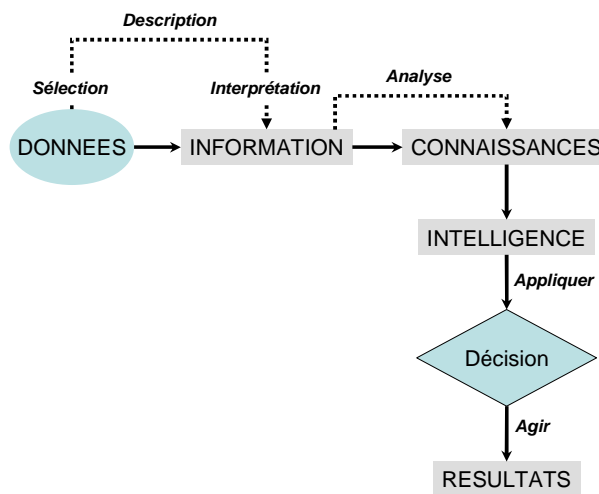 Description
Sélection
Interprétation
Analyse
DONNEES
INFORMATION
CONNAISSANCES
INTELLIGENCE
Appliquer
Décision
Agir
RESULTATS